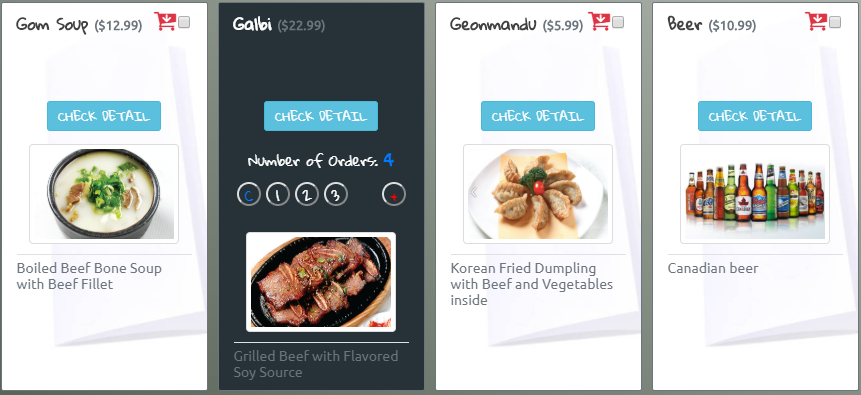 Gom Soup ($12.99)
CHECK DETAIL
Boiled Beef Bone Soup
with Beef Fillet
Galbi ($22.99)
CHECK DETAIL
Number of Orders: 4
C 1 2 3 +
Grilled Beef with Flavored
Soy Source
Geonmandu ($5.99)
CHECK DETAIL
Korean Fried Dumpling
with Beef and Vegetables
inside
Beer ($10.99)
CHECK DETAIL
Canadian beer